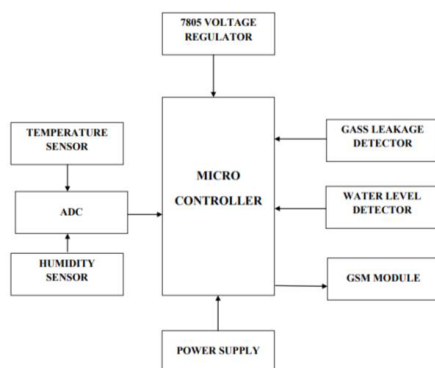 7805 VOLTAGE
REGULATOR
TEMPERATURE
SENSOR
ADC
HUMIDITY
SENSOR
MICRO
CONTROLLER
GASS LEAKAGE
DETECTOR
WATER LEVEL
DETECTOR
GSM MODULE
POWER SUPPLY